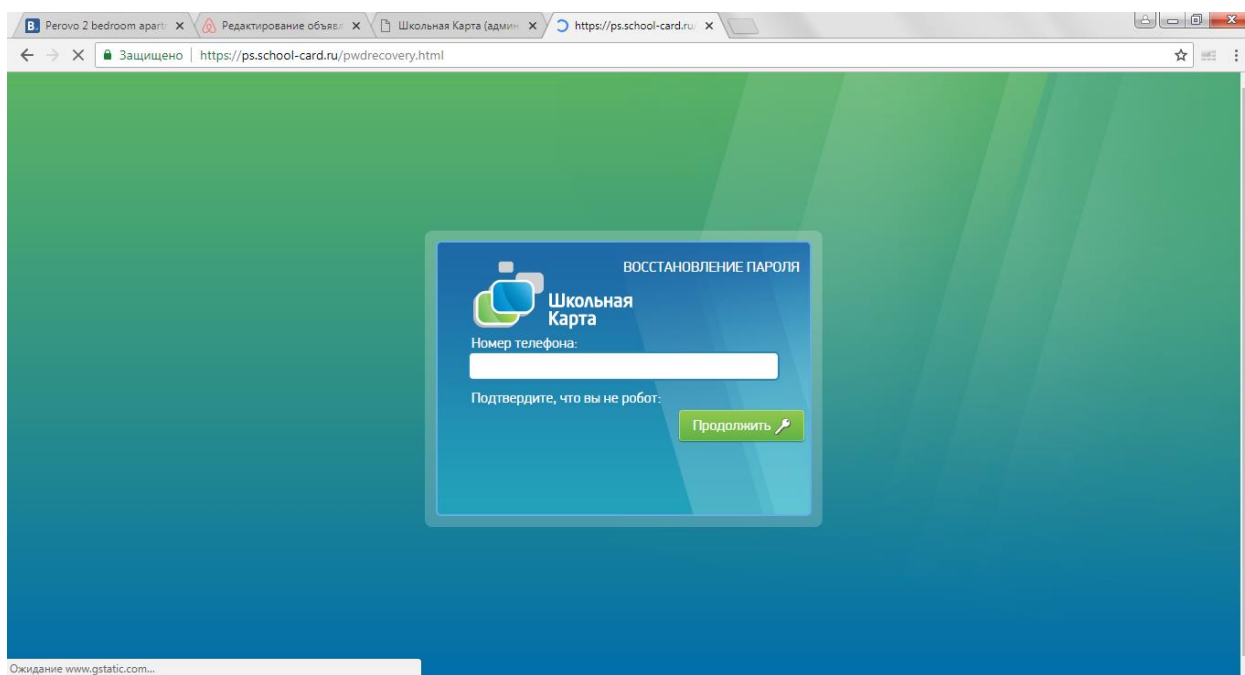 B. Perovo 2 bedroom apartm
Редактирование объявл
Школьная Карта (админ
https://ps.school-card.ru/
Защищено | https://ps.school-card.ru/pwdrecovery.html
ВОССТАНОВЛЕНИЕ ПАРОЛЯ
Школьная
Карта
Номер телефона:
Подтвердите, что вы не робот:
Продолжить
Ожидание www.gstatic.com...